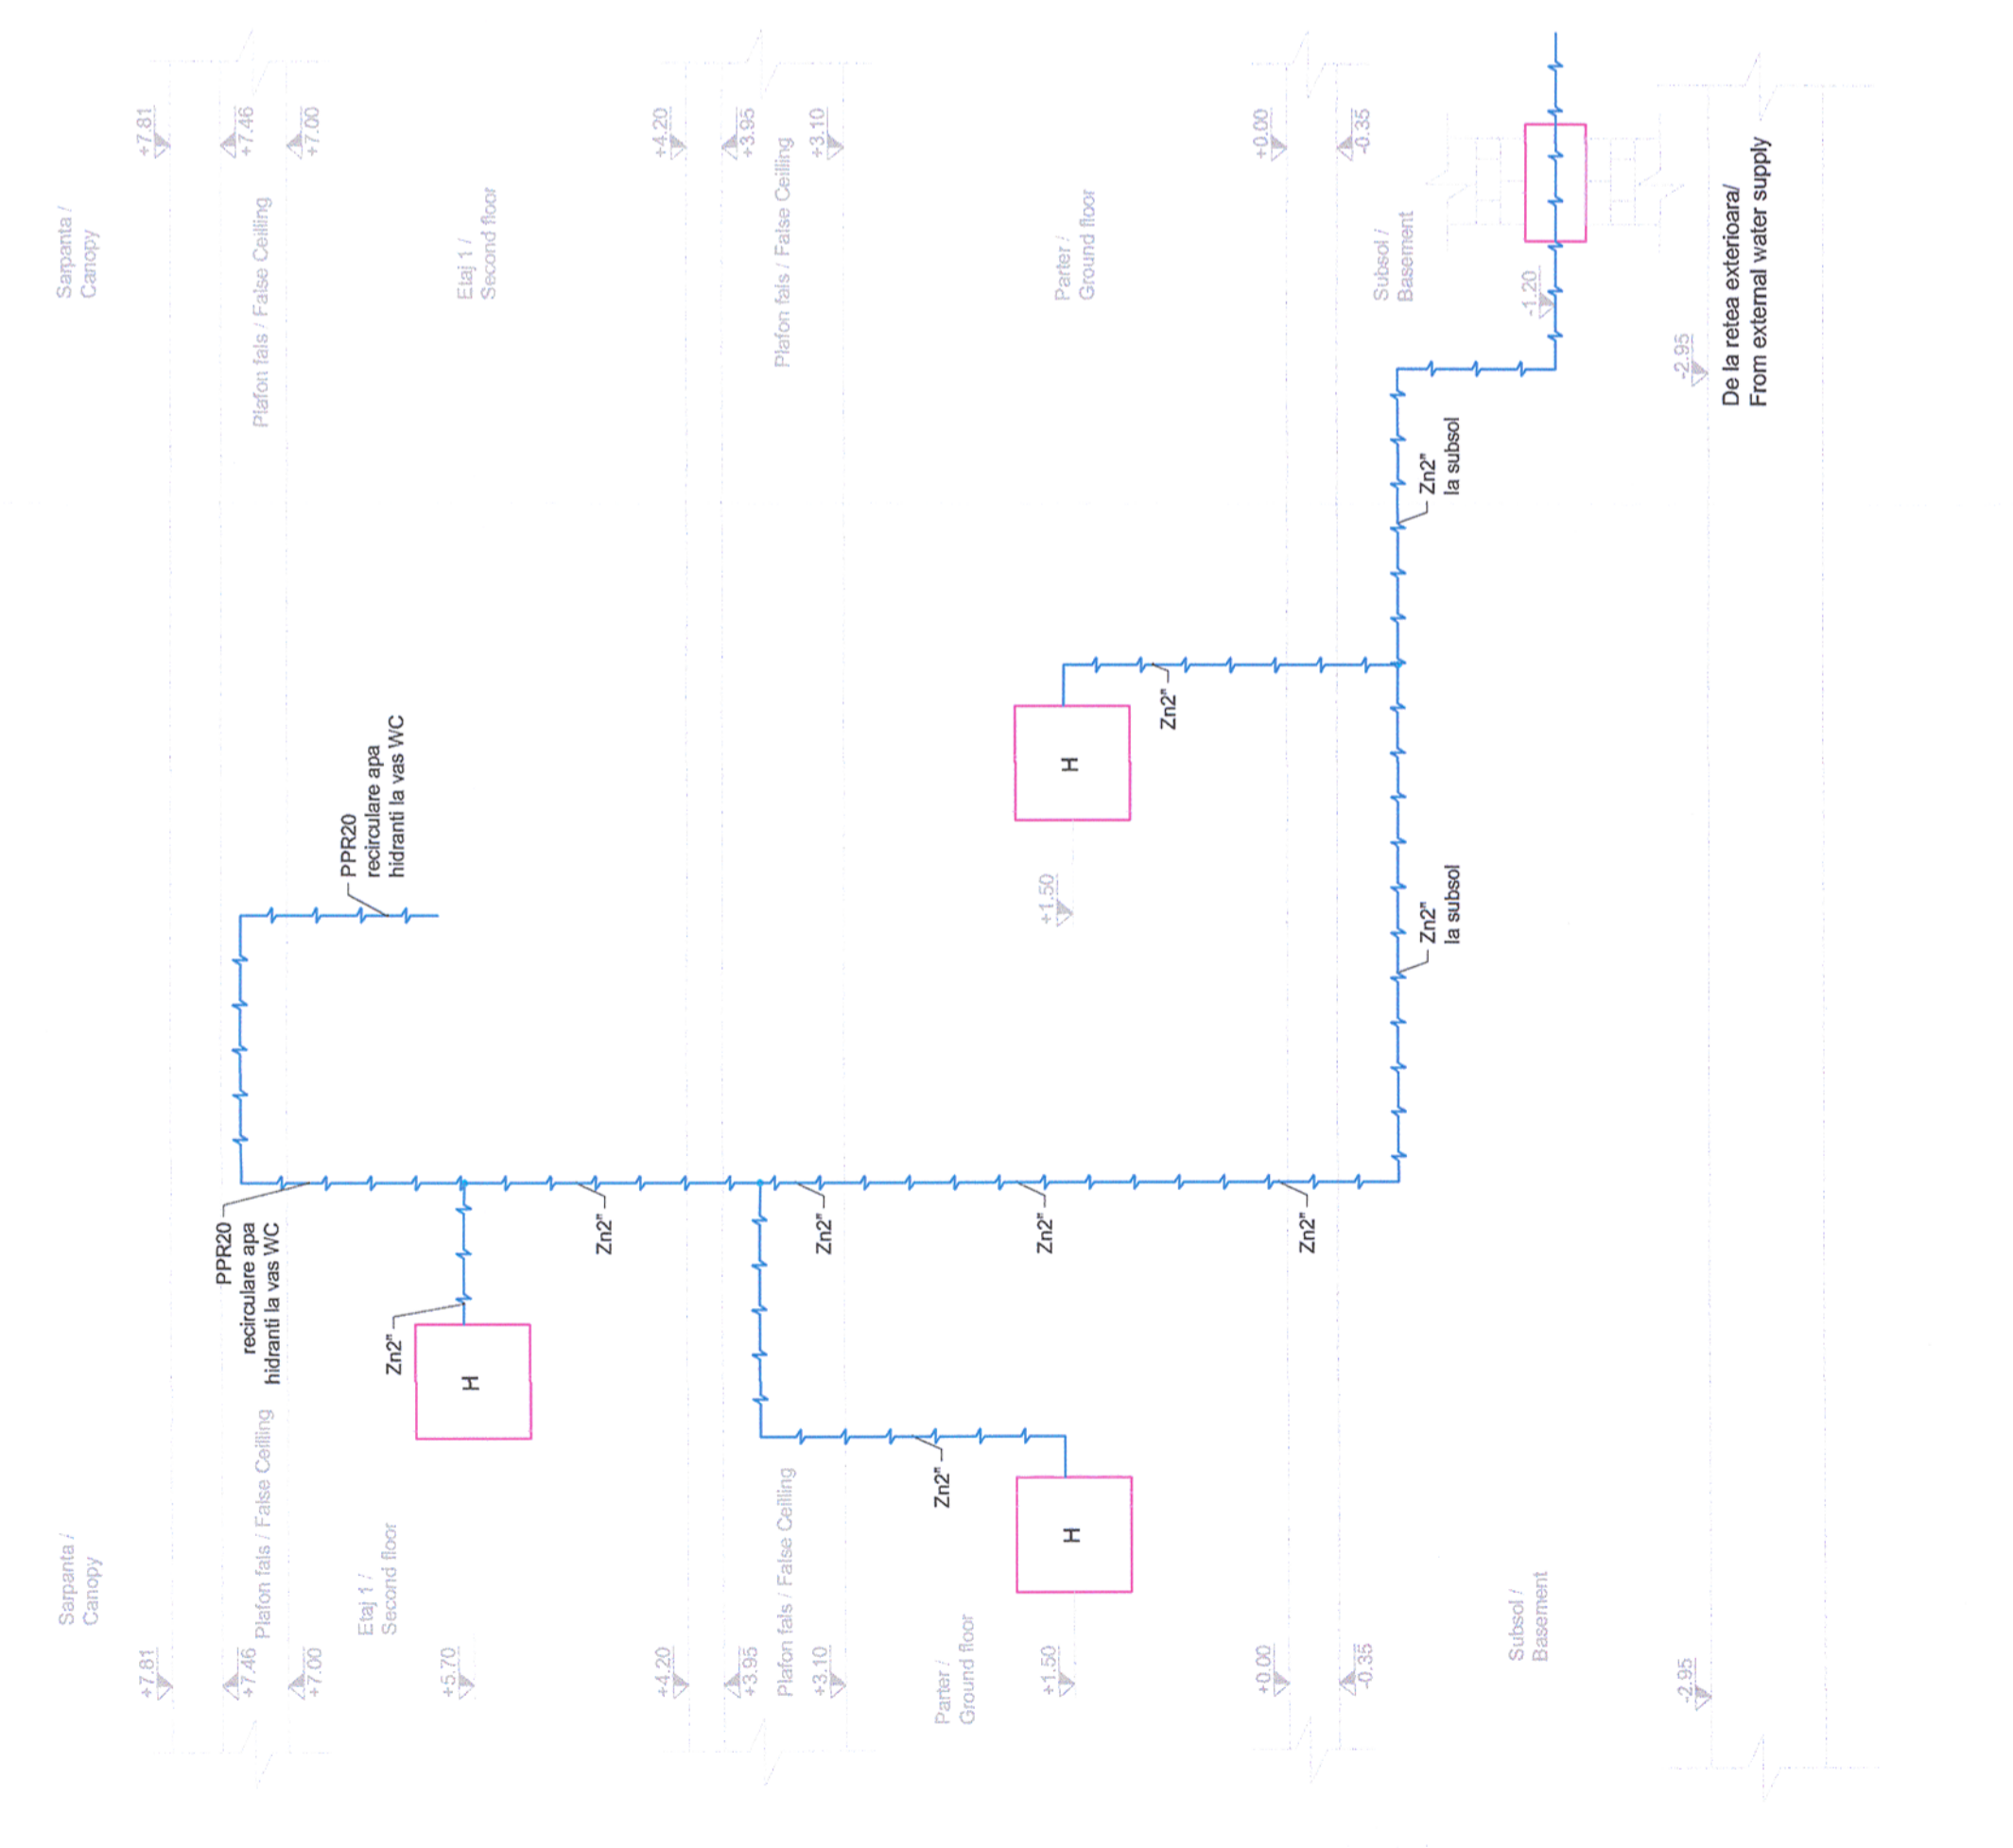 Sarpanta /
Canopy
+7.81
+7.46
Plafon fals / False Ceilling
+7.00
Etaj 1 /
Second floor
+5.70
+4.20
+3.95
Plafon fals / False Ceilling
+3.10
Parter /
Ground floor
+1.50
+0.00
-0.35
Subsol /
Basement
-2.95
PPR20
recirculare apa
hidranti la vas WC
Zn2"
H
Zn2"
Zn2"
Zn2"
Zn2"
Zn2"
H
PPR20
recirculare apa
hidranti la vas WC
+1.50
H
Zn2"
Zn2"
la subsol
Zn2"
la subsol
Sarpanta /
Canopy
+7.81
+7.46
Plafon fals / False Ceilling
+7.00
Etaj 1 /
Second floor
+4.20
+3.95
Plafon fals / False Ceilling
+3.10
Parter /
Ground floor
+0.00
-0.35
Subsol /
Basement
-1.20
-2.95
De la retea exterioara/
From external water supply